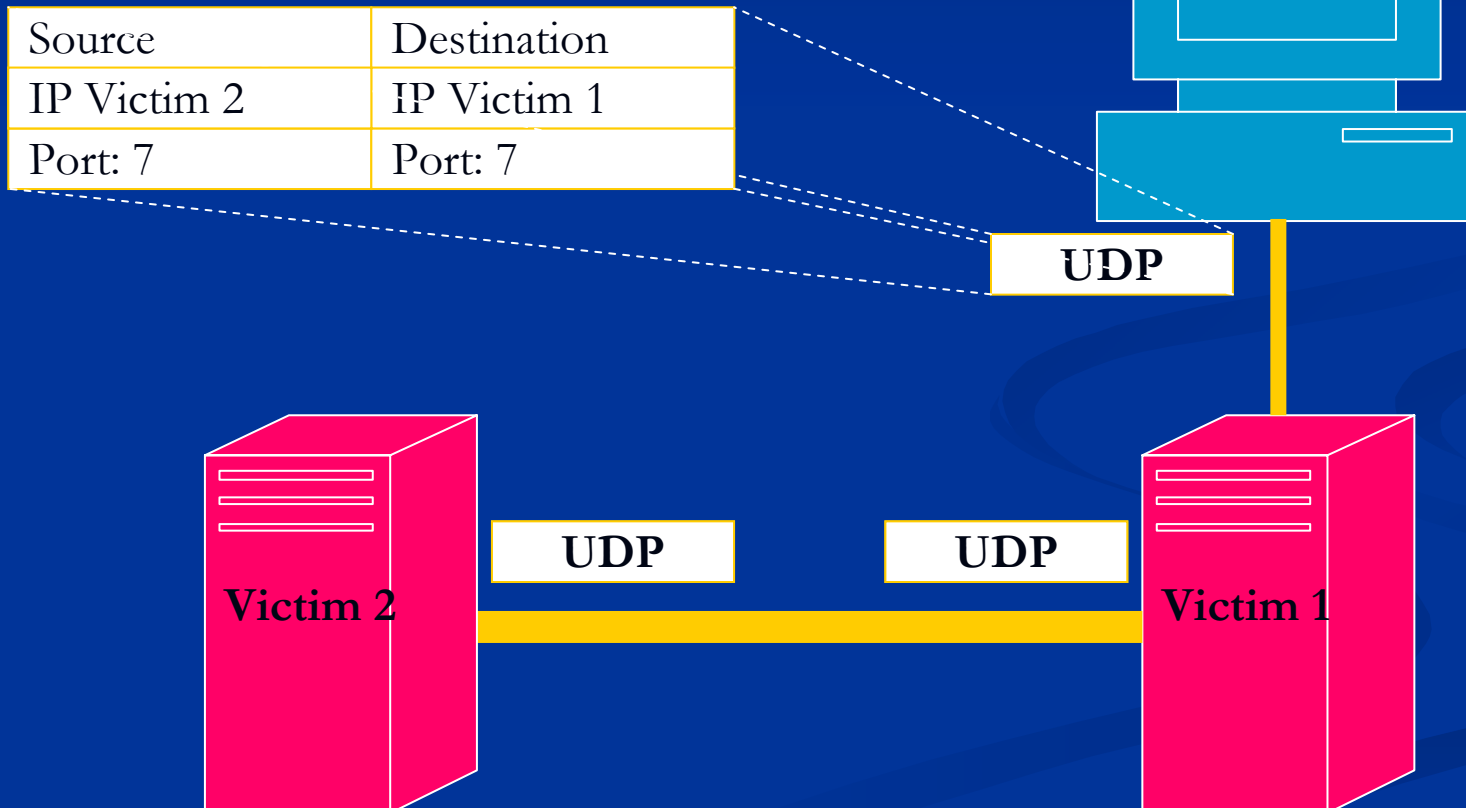 Source Destination
IP Victim 2 IP Victim 1
Port: 7 Port: 7
UDP
UDP UDP
Victim 2 Victim 1